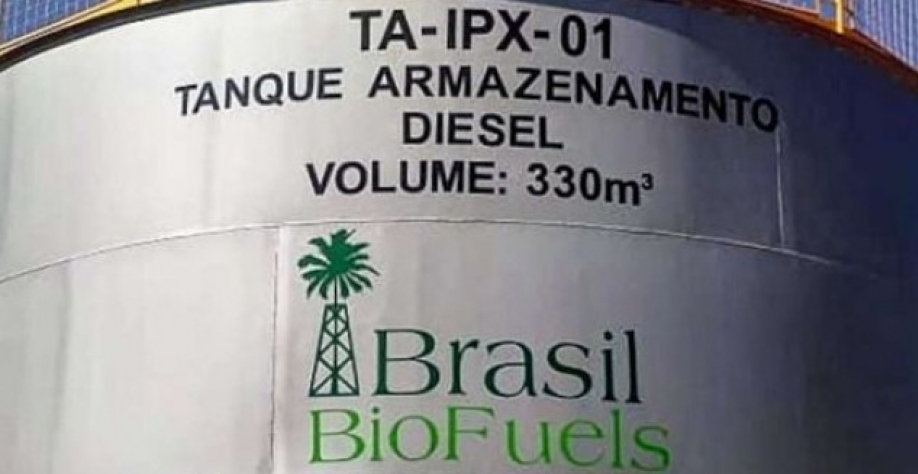 TA-IPX-01
TANQUE ARMAZENAMENTO
DIESEL
VOLUME: 330m³
Brasil
BioFuels